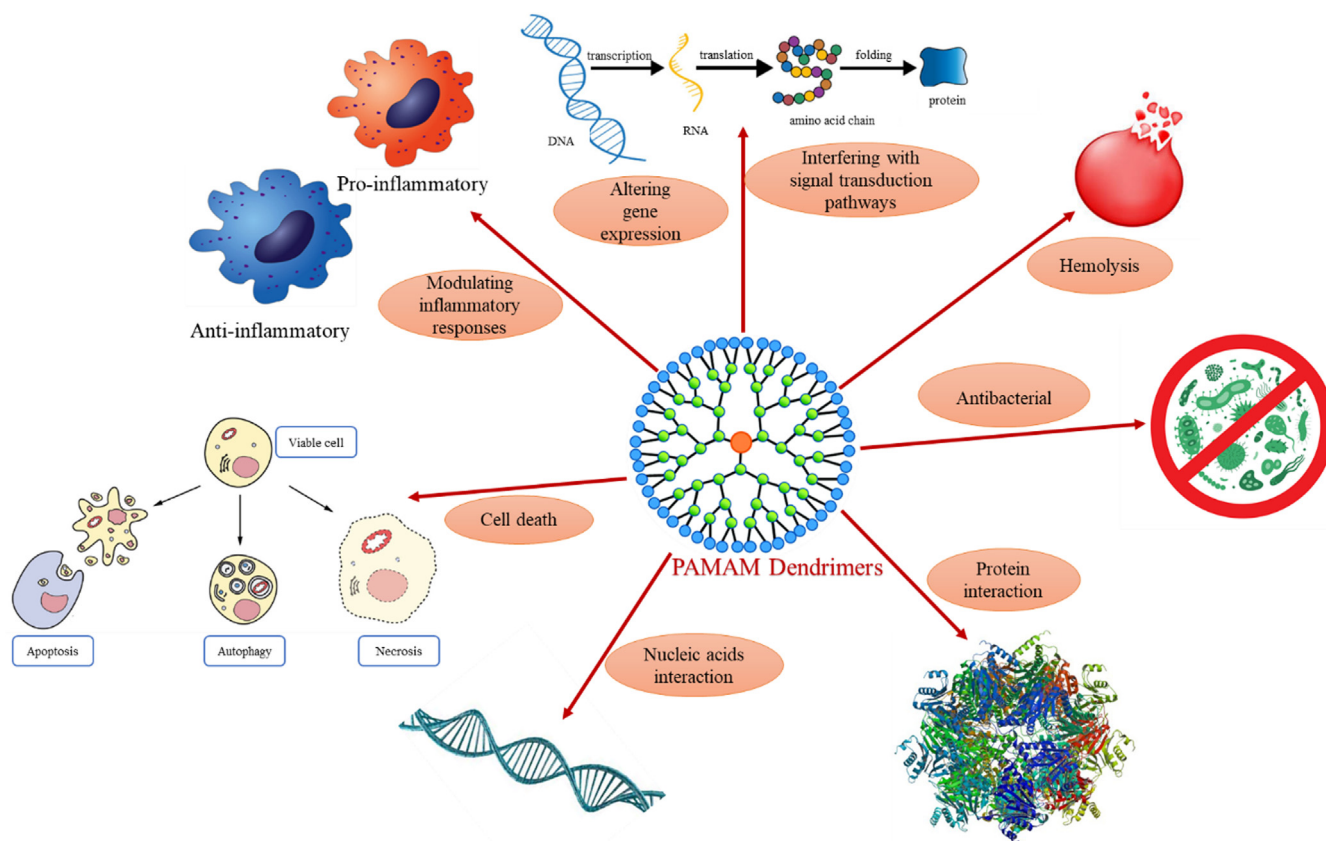 transcription
translation
folding
protein
DNA
RNA
amino acid chain
Pro-inflammatory
Anti-inflammatory
Altering
gene
expression
Interfering with
signal transduction
pathways
Hemolysis
Modulating
inflammatory
responses
Antibacterial
Viable cell
Cell death
PAMAM Dendrimers
Protein
interaction
Apoptosis
Autophagy
Necrosis
Nucleic acids
interaction